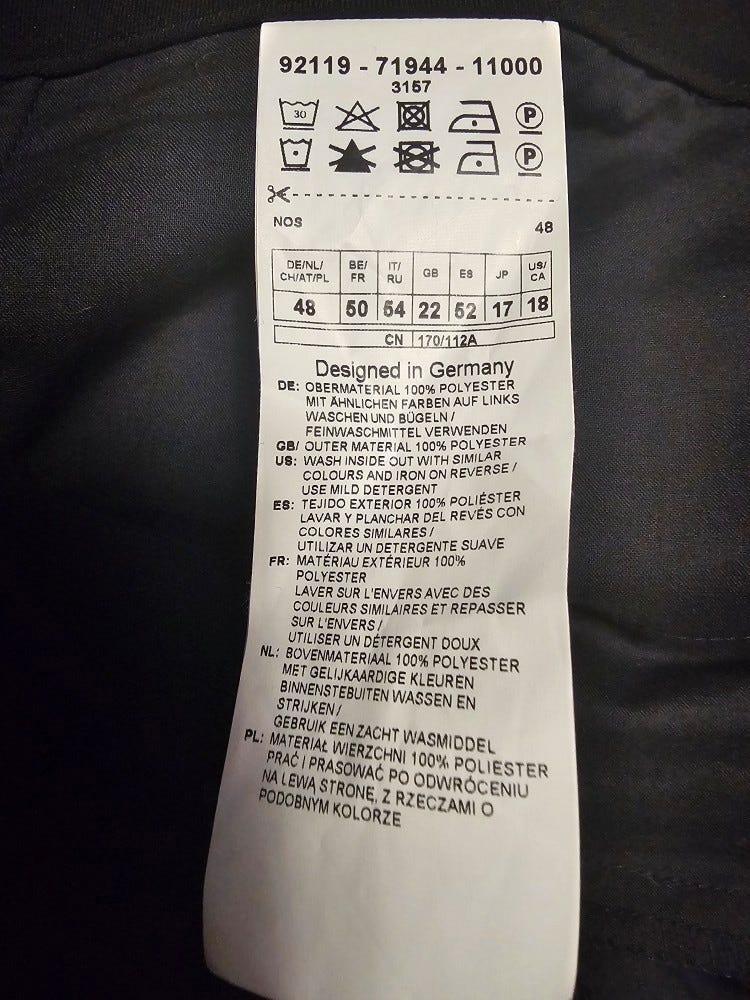 92119 - 71944 - 11000
3157
30 P
P
NOS 48
DE/NL/ CH/AT/PL BE/ FR IT/ RU GB ES JP US/ CA
48 50 54 22 52 17 18
CN 170/112A
Designed in Germany
DE: OBERMATERIAL 100% POLYESTER
MIT ÄHNLICHEN FARBEN AUF LINKS
WASCHEN UND BÜGELN /
FEINWASCHMITTEL VERWENDEN
GB/ OUTER MATERIAL 100% POLYESTER
US: WASH INSIDE OUT WITH SIMILAR
COLOURS AND IRON ON REVERSE /
USE MILD DETERGENT
ES: TEJIDO EXTERIOR 100% POLIÉSTER
LAVAR Y PLANCHAR DEL REVÉS CON
COLORES SIMILARES /
UTILIZAR UN DETERGENTE SUAVE
FR: MATÉRIAU EXTÉRIEUR 100%
POLYESTER
LAVER SUR L'ENVERS AVEC DES
COULEURS SIMILAIRES ET REPASSER
SUR L'ENVERS /
UTILISER UN DÉTERGENT DOUX
NL: BOVENMATERIAAL 100% POLYESTER
MET GELIJKAARDIGE KLEUREN
BINNENSTEBUITEN WASSEN EN
STRIJKEN /
GEBRUIK EEN ZACHT WASMIDDEL
PL: MATERIAŁ WIERZCHNI 100% POLIESTER
PRAĆ I PRASOWAĆ PO ODWRÓCENIU
NA LEWĄ STRONĘ, Z RZECZAMI O
PODOBNYM KOLORZE